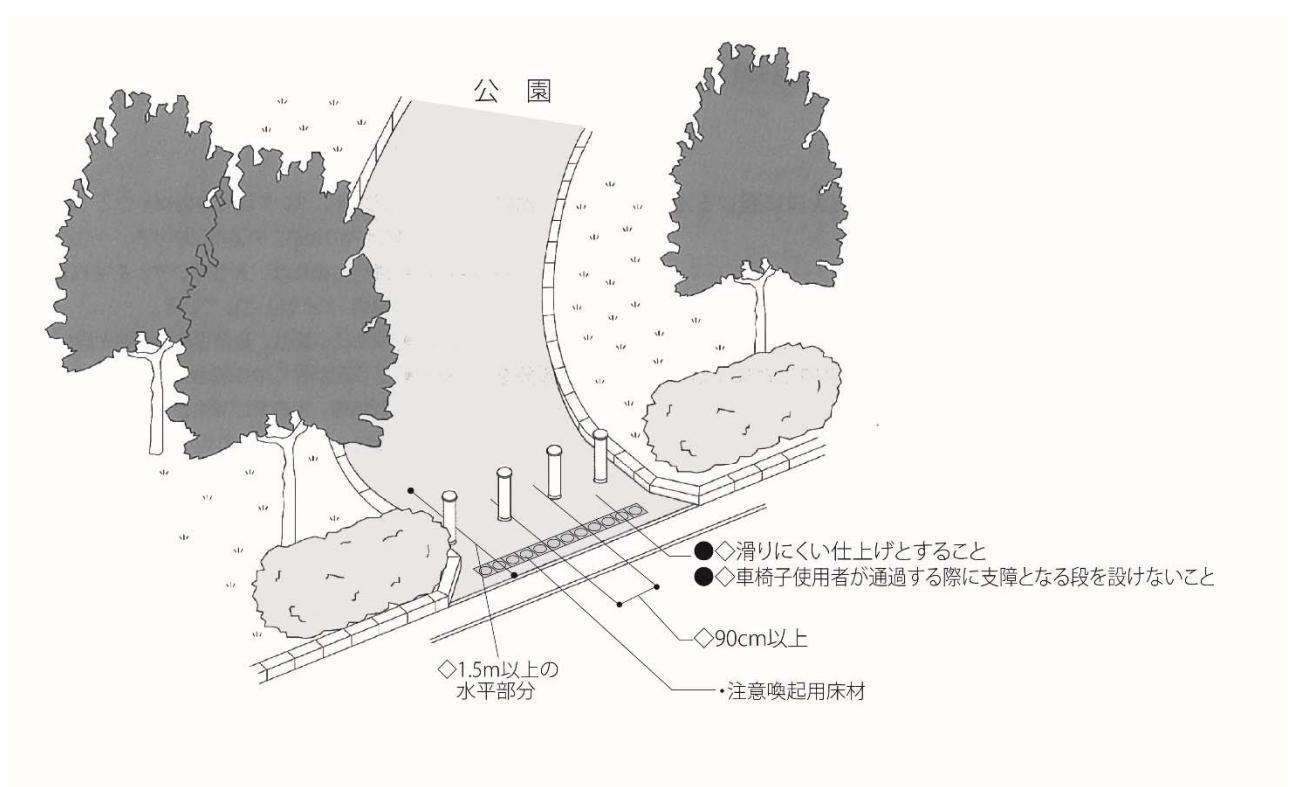 公 園
●◇滑りにくい仕上げとすること
●◇車椅子使用者が通過する際に支障となる段を設けないこと
◇90cm以上
◇1.5m以上の
水平部分
・注意喚起用床材